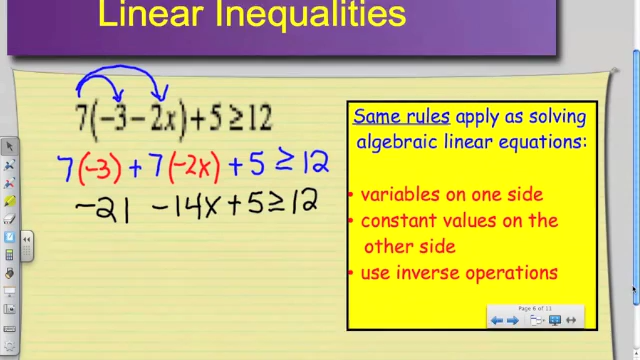 Linear Inequalities
7(−3−2x)+5≥12
7(-3) + 7(-2x) + 5 ≥ 12
-21 - 14x + 5 ≥ 12
Same rules apply as solving
algebraic linear equations:
• variables on one side
• constant values on the
other side
• use inverse operations
Page 6 of 11